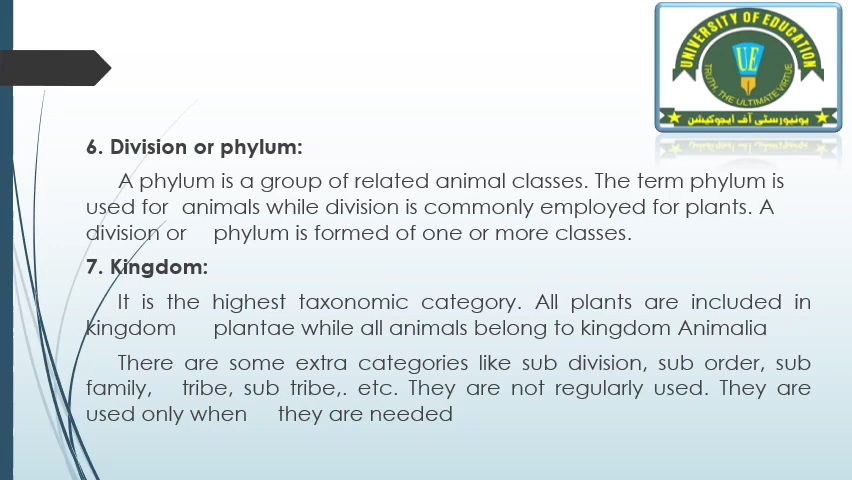 UNIVERSITY OF EDUCATION
UE
TRUTH, THE ULTIMATE VIRTUE
یونیورسٹی آف ایجوکیشن
6. Division or phylum:
A phylum is a group of related animal classes. The term phylum is
used for animals while division is commonly employed for plants. A
division or phylum is formed of one or more classes.
7. Kingdom:
It is the highest taxonomic category. All plants are included in
kingdom plantae while all animals belong to kingdom Animalia
There are some extra categories like sub division, sub order, sub
family, tribe, sub tribe,. etc. They are not regularly used. They are
used only when they are needed